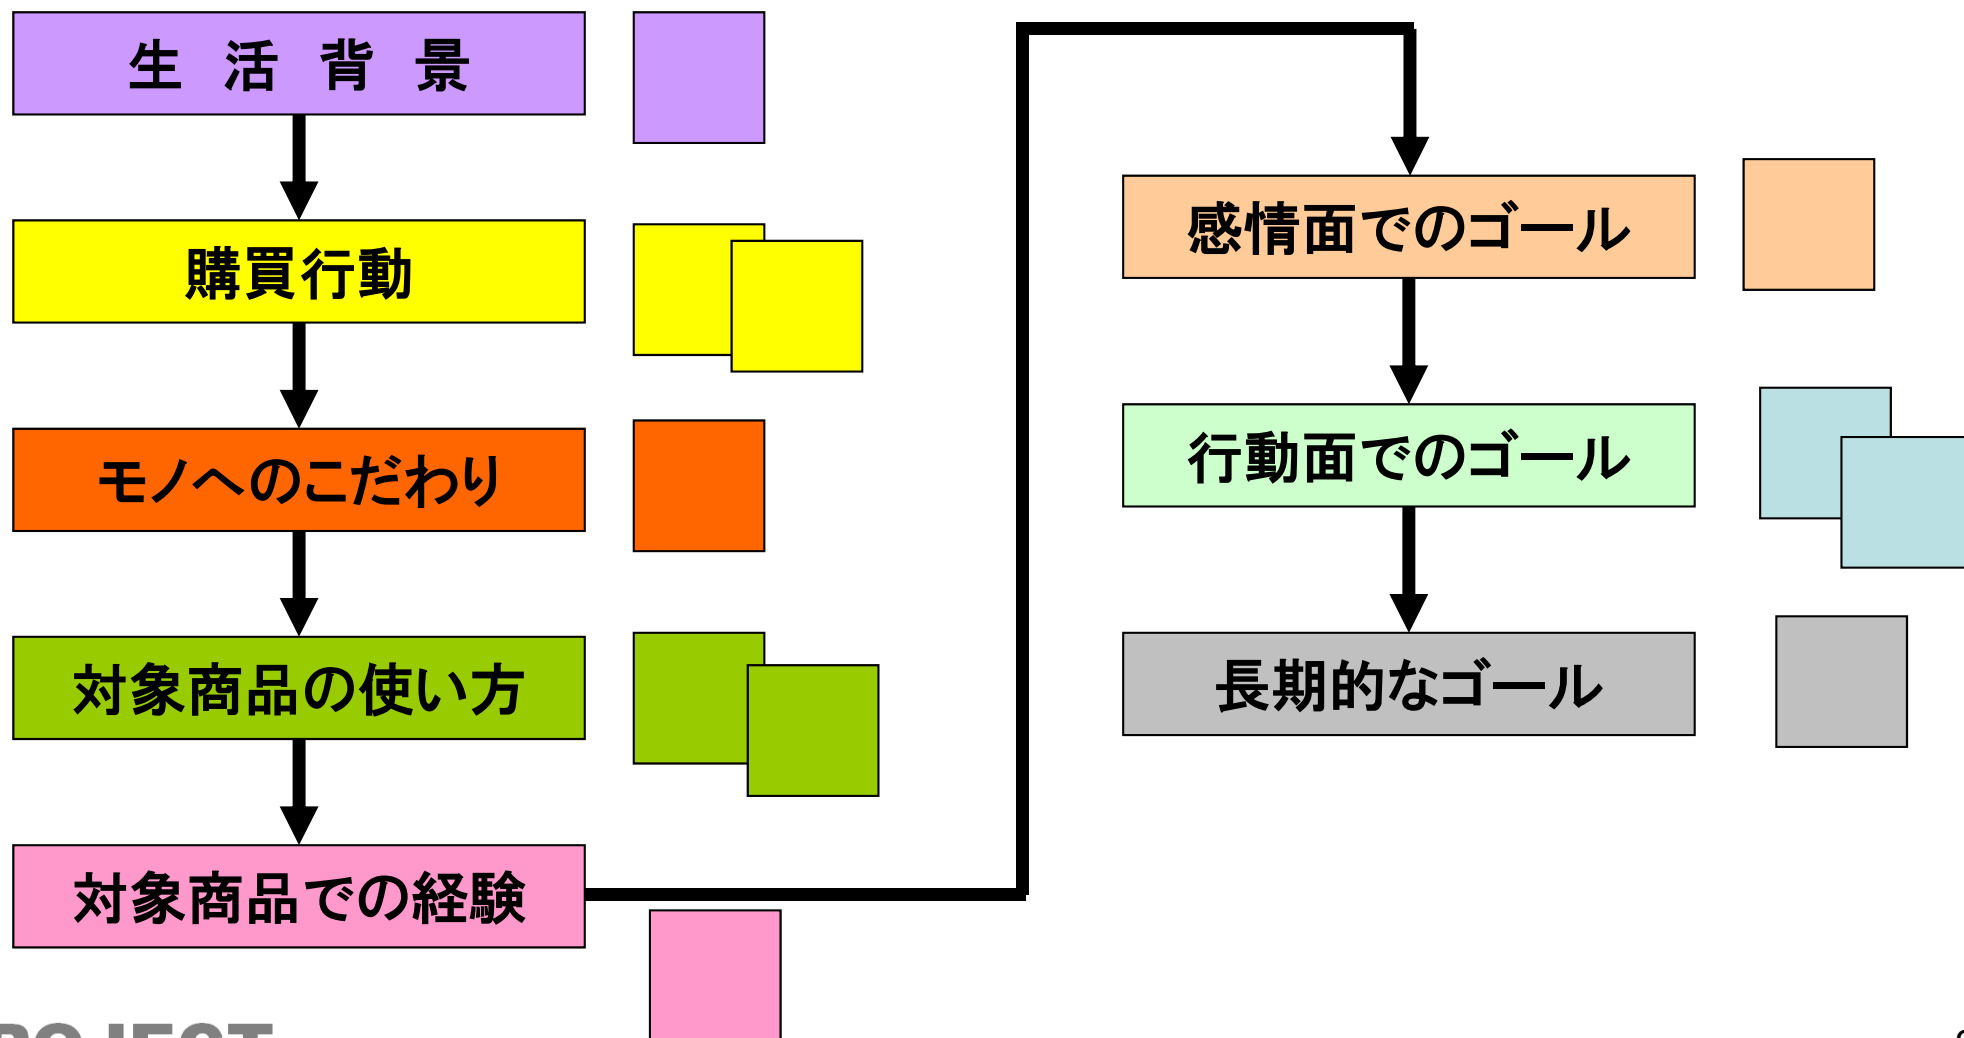 生 活 背 景
購買行動
モノへのこだわり
対象商品の使い方
対象商品での経験
感情面でのゴール
行動面でのゴール
長期的なゴール